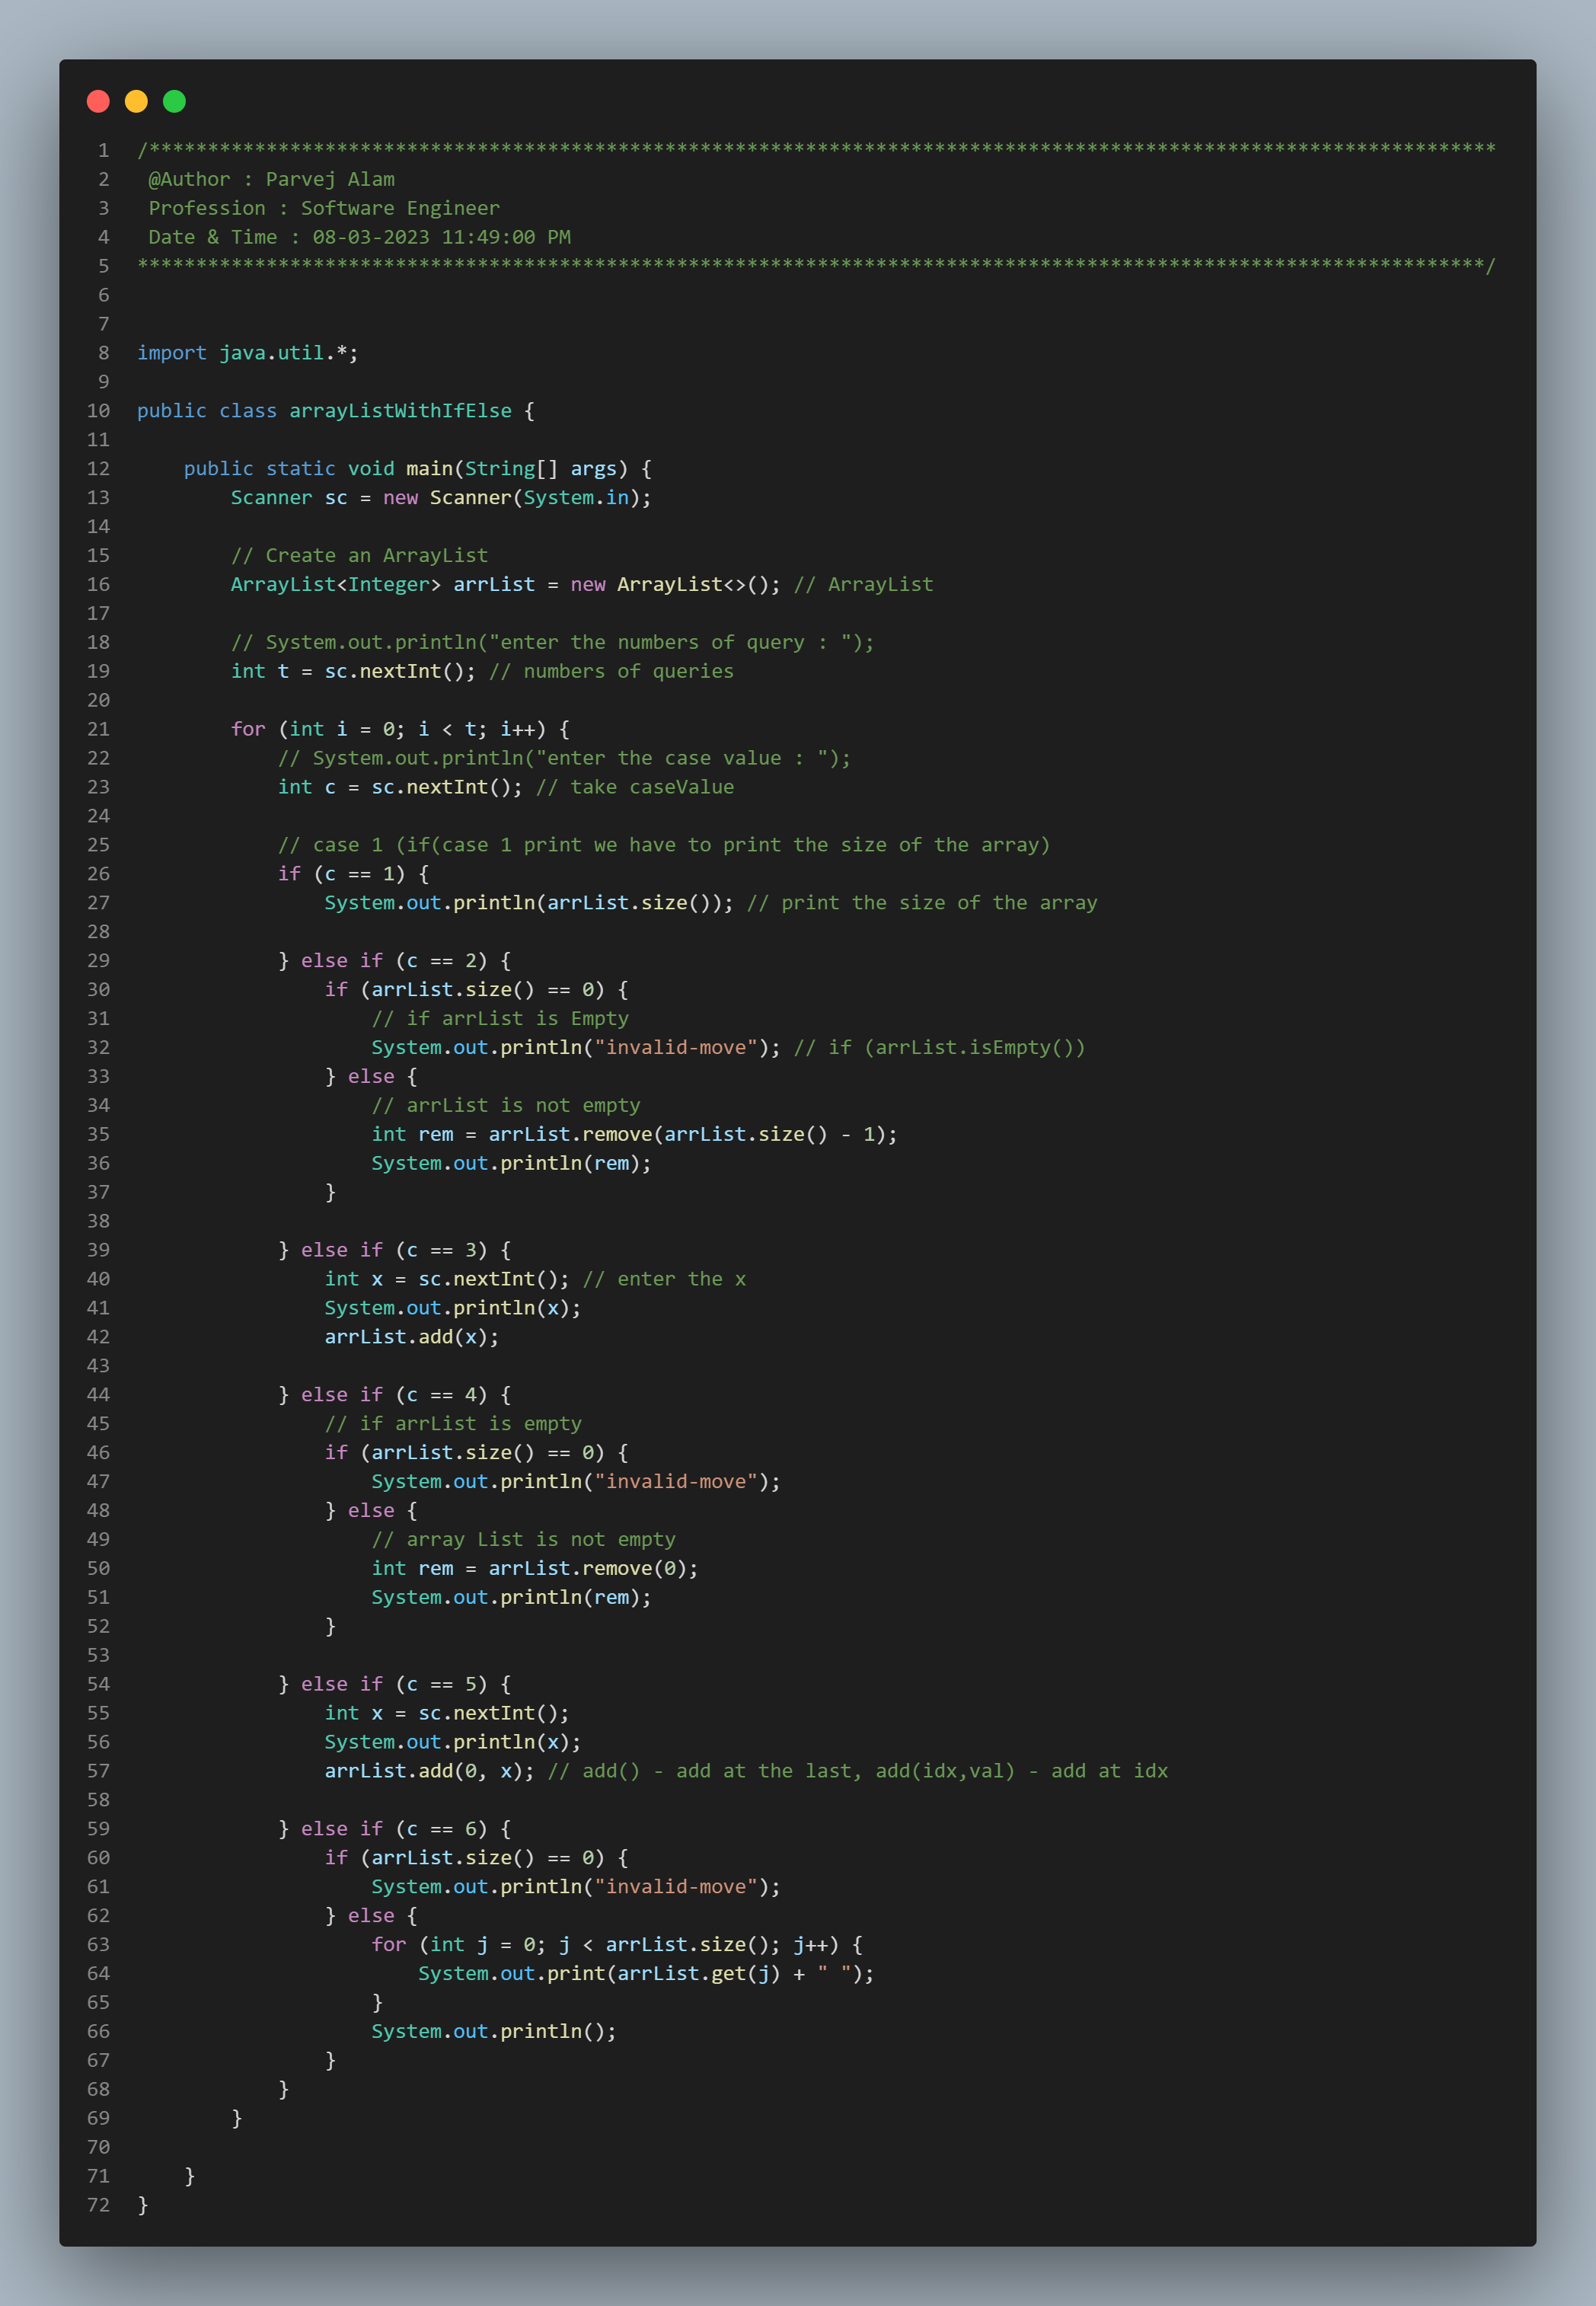 1 /*******************************************************************************************************************
2 @Author : Parvej Alam
3 Profession : Software Engineer
4 Date & Time : 08-03-2023 11:49:00 PM
5 *******************************************************************************************************************/
6
7
8 import java.util.*;
9
10 public class arrayListWithIfElse {
11
12     public static void main(String[] args) {
13         Scanner sc = new Scanner(System.in);
14
15         // Create an ArrayList
16         ArrayList<Integer> arrList = new ArrayList<>(); // ArrayList
17
18         // System.out.println("enter the numbers of query : ");
19         int t = sc.nextInt(); // numbers of queries
20
21         for (int i = 0; i < t; i++) {
22             // System.out.println("enter the case value : ");
23             int c = sc.nextInt(); // take caseValue
24
25             // case 1 (if(case 1 print we have to print the size of the array)
26             if (c == 1) {
27                 System.out.println(arrList.size()); // print the size of the array
28
29             } else if (c == 2) {
30                 if (arrList.size() == 0) {
31                     // if arrList is Empty
32                     System.out.println("invalid-move"); // if (arrList.isEmpty())
33                 } else {
34                     // arrList is not empty
35                     int rem = arrList.remove(arrList.size() - 1);
36                     System.out.println(rem);
37                 }
38
39             } else if (c == 3) {
40                 int x = sc.nextInt(); // enter the x
41                 System.out.println(x);
42                 arrList.add(x);
43
44             } else if (c == 4) {
45                 // if arrList is empty
46                 if (arrList.size() == 0) {
47                     System.out.println("invalid-move");
48                 } else {
49                     // array List is not empty
50                     int rem = arrList.remove(0);
51                     System.out.println(rem);
52                 }
53
54             } else if (c == 5) {
55                 int x = sc.nextInt();
56                 System.out.println(x);
57                 arrList.add(0, x); // add() - add at the last, add(idx,val) - add at idx
58
59             } else if (c == 6) {
60                 if (arrList.size() == 0) {
61                     System.out.println("invalid-move");
62                 } else {
63                     for (int j = 0; j < arrList.size(); j++) {
64                         System.out.print(arrList.get(j) + " ");
65                     }
66                     System.out.println();
67                 }
68             }
69         }
70
71     }
72 }